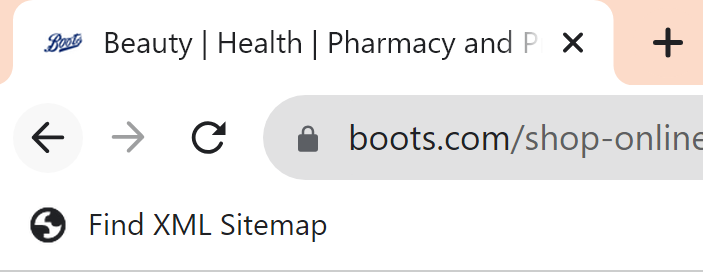 Boots Beauty | Health | Pharmacy and P
boots.com/shop-online
Find XML Sitemap